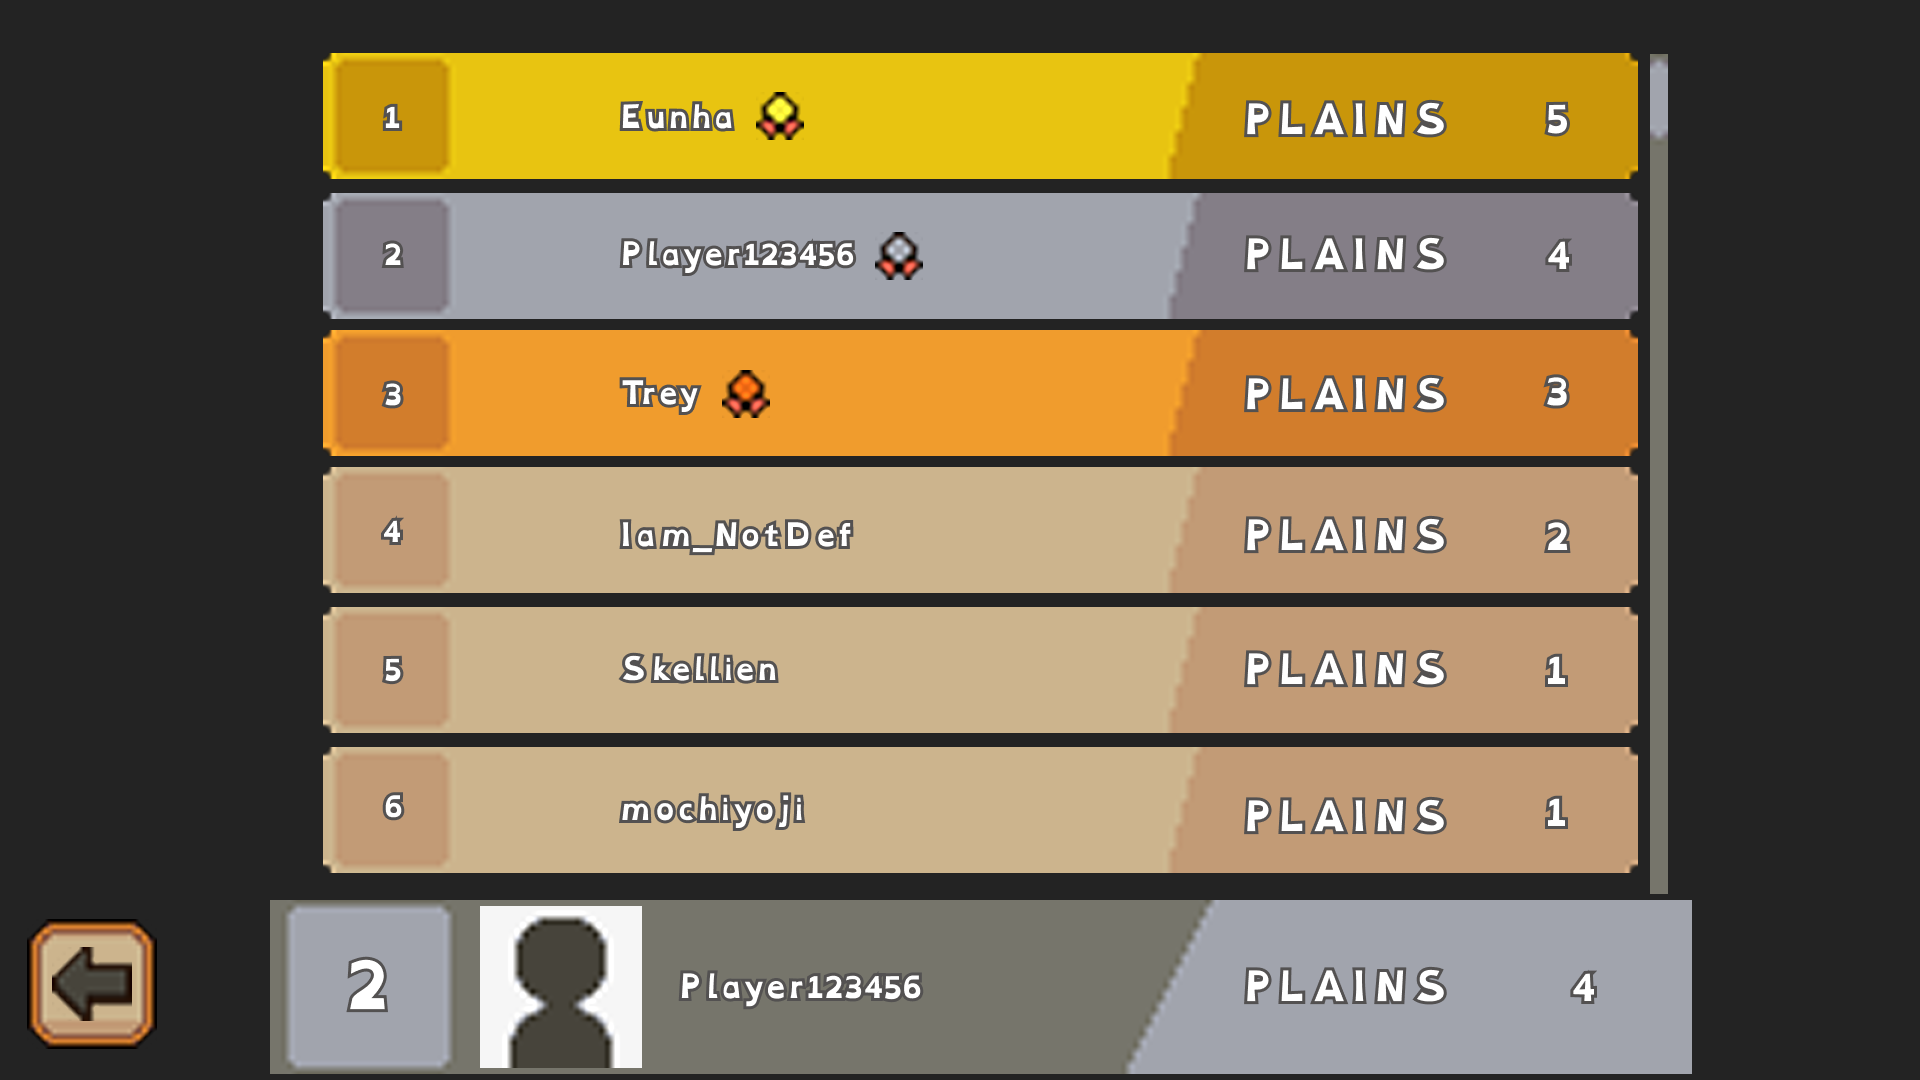 1 Eunha PLAINS 5
2 Player123456 PLAINS 4
3 Trey PLAINS 3
4 Iam_NotDef PLAINS 2
5 Skellien PLAINS 1
6 mochiyoji PLAINS 1
2 Player123456 PLAINS 4